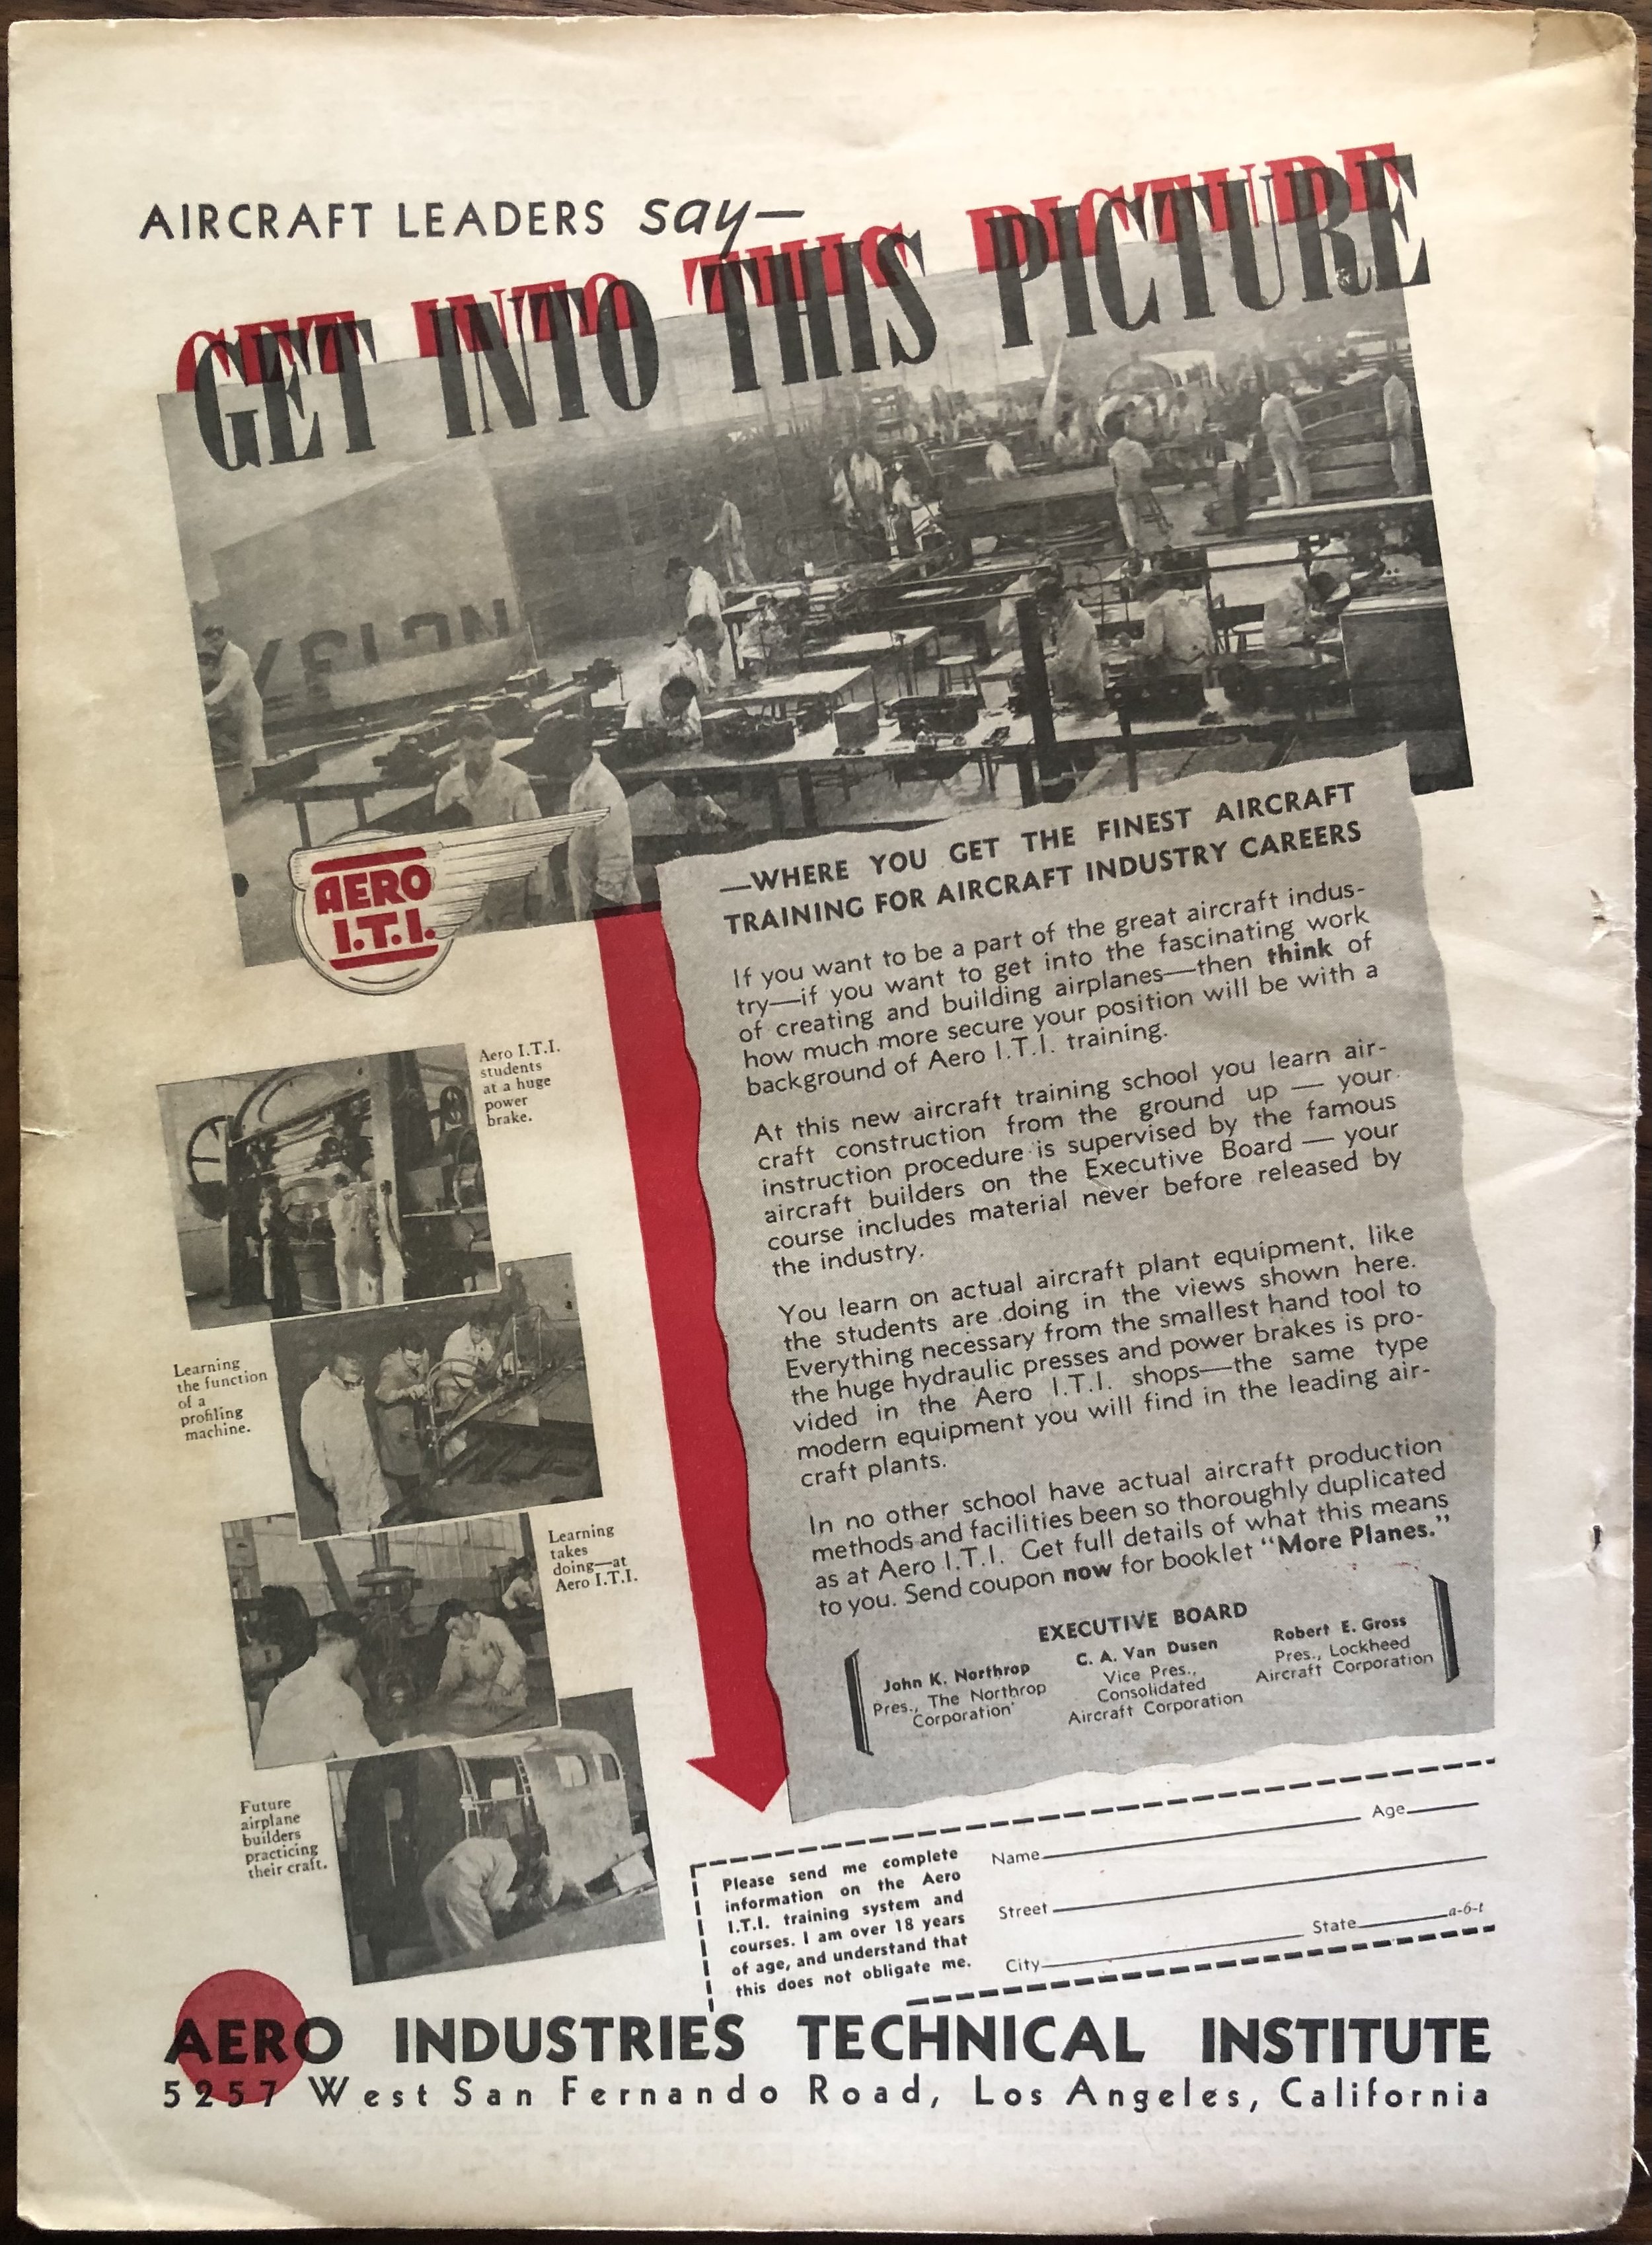 AIRCRAFT LEADERS say—
GET INTO THIS PICTURE
AERO
I.T.I.
—WHERE YOU GET THE FINEST AIRCRAFT
TRAINING FOR AIRCRAFT INDUSTRY CAREERS
If you want to be a part of the great aircraft indus-
try—if you want to get into the fascinating work
of creating and building airplanes—then think of
how much more secure your position will be with a
background of Aero I.T.I. training.
At this new aircraft training school you learn air-
craft construction from the ground up — your
instruction procedure is supervised by the famous
aircraft builders on the Executive Board — your
course includes material never before released by
the industry.
You learn on actual aircraft plant equipment, like
the students are doing in the views shown here.
Everything necessary from the smallest hand tool to
the huge hydraulic presses and power brakes is pro-
vided in the Aero I.T.I. shops—the same type
modern equipment you will find in the leading air-
craft plants.
In no other school have actual aircraft production
methods and facilities been so thoroughly duplicated
as at Aero I.T.I. Get full details of what this means
to you. Send coupon now for booklet "More Planes."
EXECUTIVE BOARD
John K. Northrop
Pres., The Northrop
Corporation
C. A. Van Dusen
Vice Pres.,
Consolidated
Aircraft Corporation
Robert E. Gross
Pres., Lockheed
Aircraft Corporation
Aero I.T.I.
students
at a huge
power
brake.
Learning
the function
of a
profiling
machine.
Learning
takes
doing—at
Aero I.T.I.
Future
airplane
builders
practicing
their craft.
Please send me complete
information on the Aero
I.T.I. training system and
courses. I am over 18 years
of age, and understand that
this does not obligate me.
Name Age
Street
City State a-6-t
AERO INDUSTRIES TECHNICAL INSTITUTE
5257 West San Fernando Road, Los Angeles, California